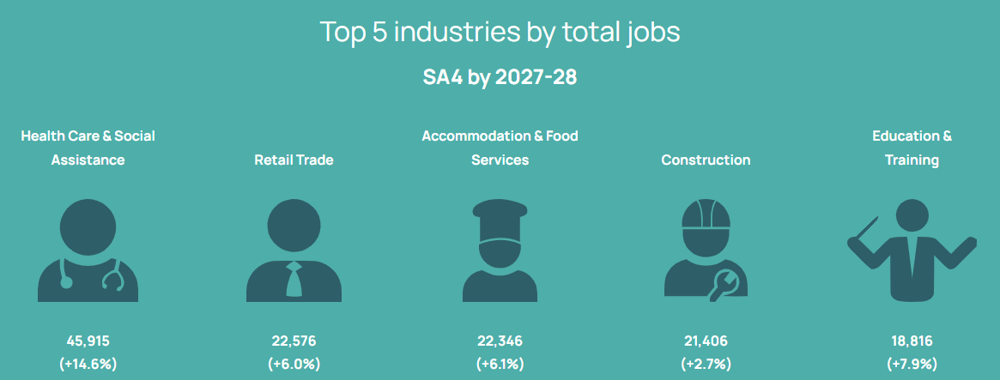 Top 5 industries by total jobs
SA4 by 2027-28
Health Care & Social
Assistance
Retail Trade
Accommodation & Food
Services
Construction
Education &
Training
45,915
(+14.6%)
22,576
(+6.0%)
22,346
(+6.1%)
21,406
(+2.7%)
18,816
(+7.9%)